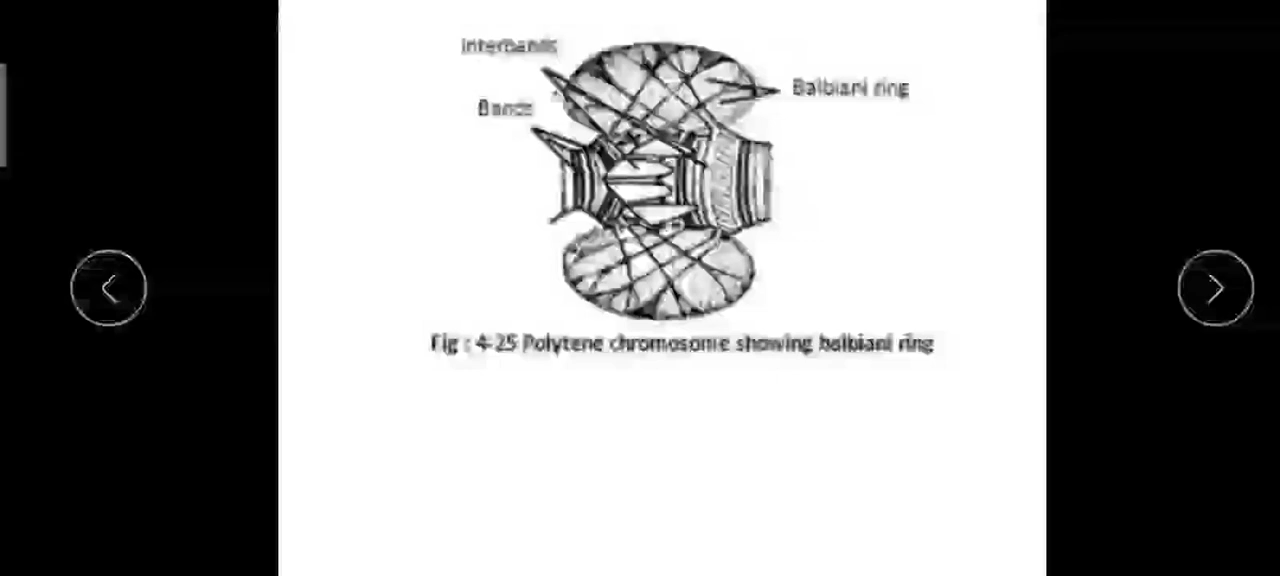 Interbands
Balbiani ring
Bands
Fig : 4-25 Polytene chromosome showing balbiani ring